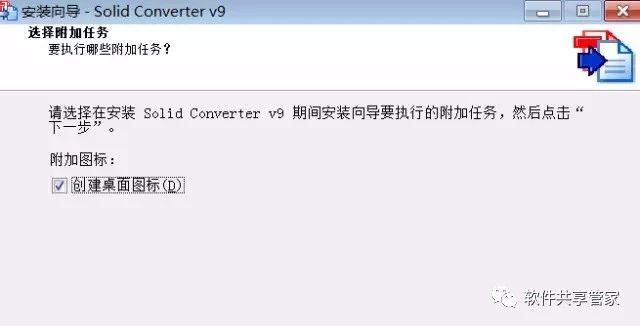 安装向导 - Solid Converter v9
选择附加任务
要执行哪些附加任务？
请选择在安装 Solid Converter v9 期间安装向导要执行的附加任务，然后点击“
下一步”。
附加图标：
创建桌面图标(D)
软件共享管家